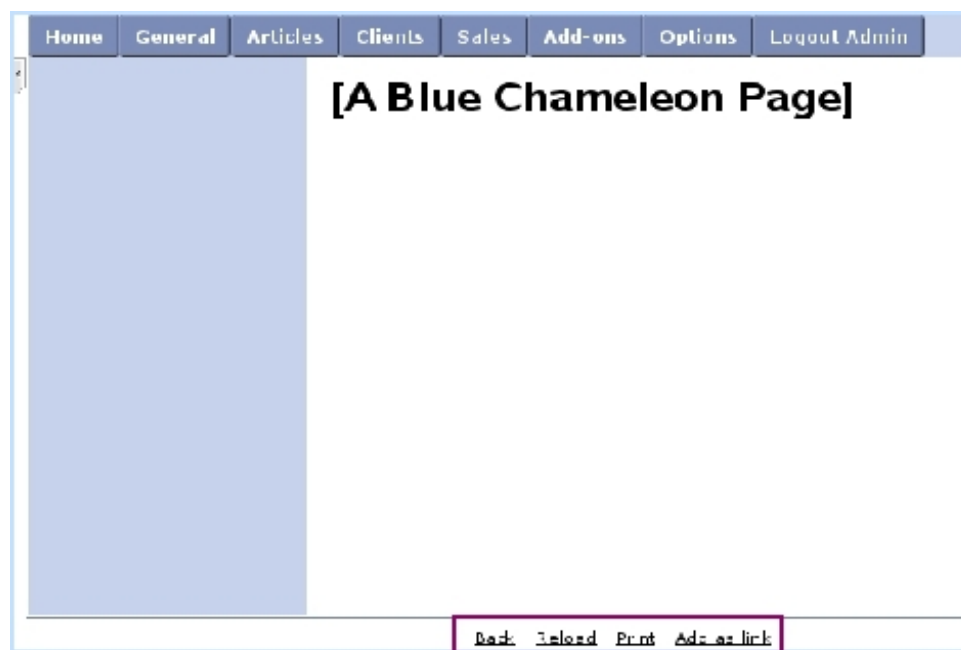 Home General Articles Clients Sales Add-ons Options Logout Admin
[A Blue Chameleon Page]
Back Reload Print Add as link